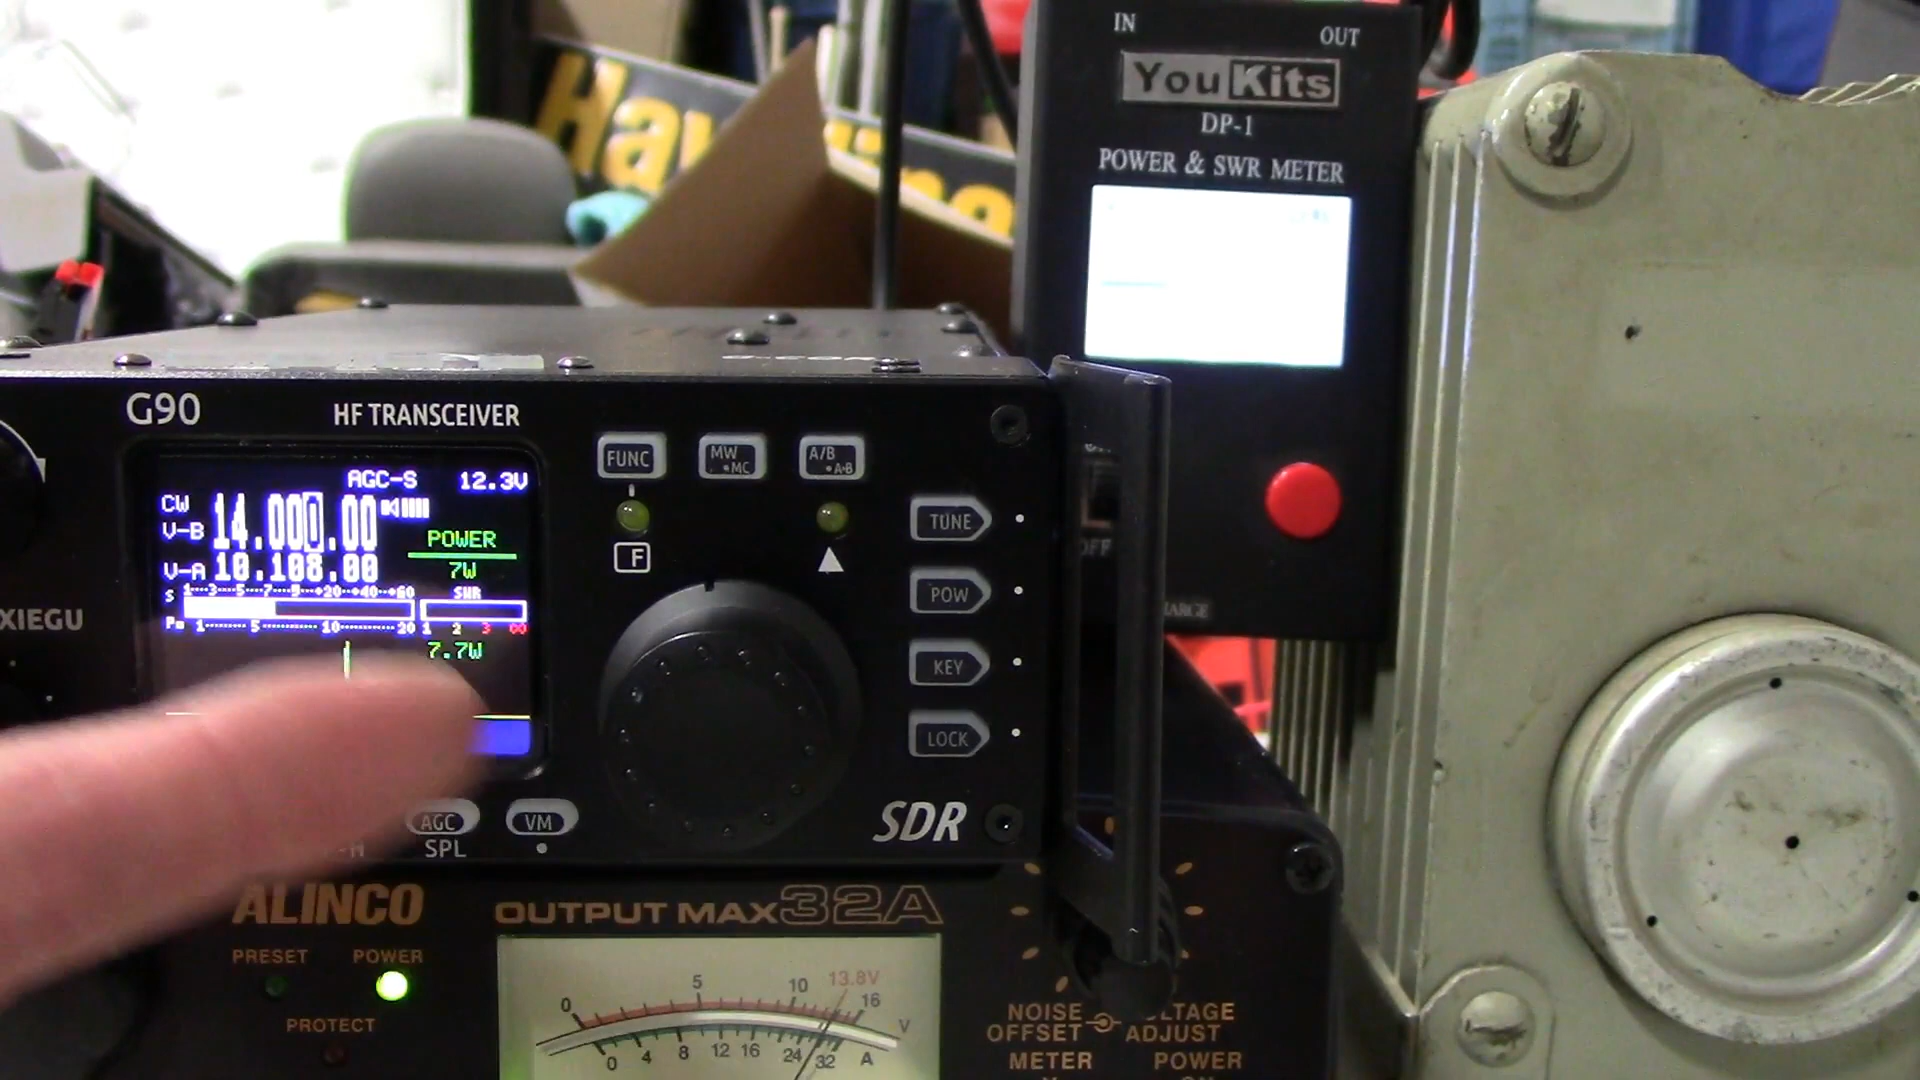 IN
OUT
YouKits
DP-1
POWER & SWR METER
Haw
G90
HF TRANSCEIVER
FUNC
MW
•MC
A/B
•A:B
F
AGC-S 12.3V
CW
V-B 14.000.00
V-A 10.108.00
POWER
7W
S 1···3···5···7···9···+20··+40··+60
1·····5··········10·········20
SWR
1 2 3 ∞
7.7W
TUNE
POW
KEY
LOCK
OFF
XIEGU
AGC
VM
SPL
SDR
ALINCO
OUTPUT MAX 32A
PRESET
POWER
PROTECT
0 5 10 13.8V 16 V
0 4 8 12 16 24 32 A
NOISE
OFFSET
ADJUST
METER
POWER